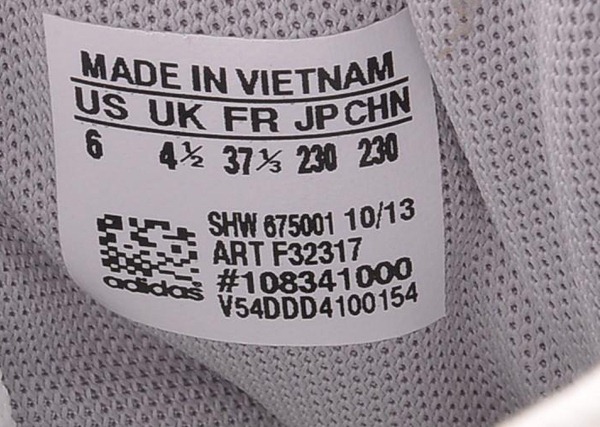 MADE IN VIETNAM
US UK FR JP CHN
6 4½ 37⅓ 230 230
SHW 675001 10/13
ART F32317
#108341000
adidas
V54DDD4100154